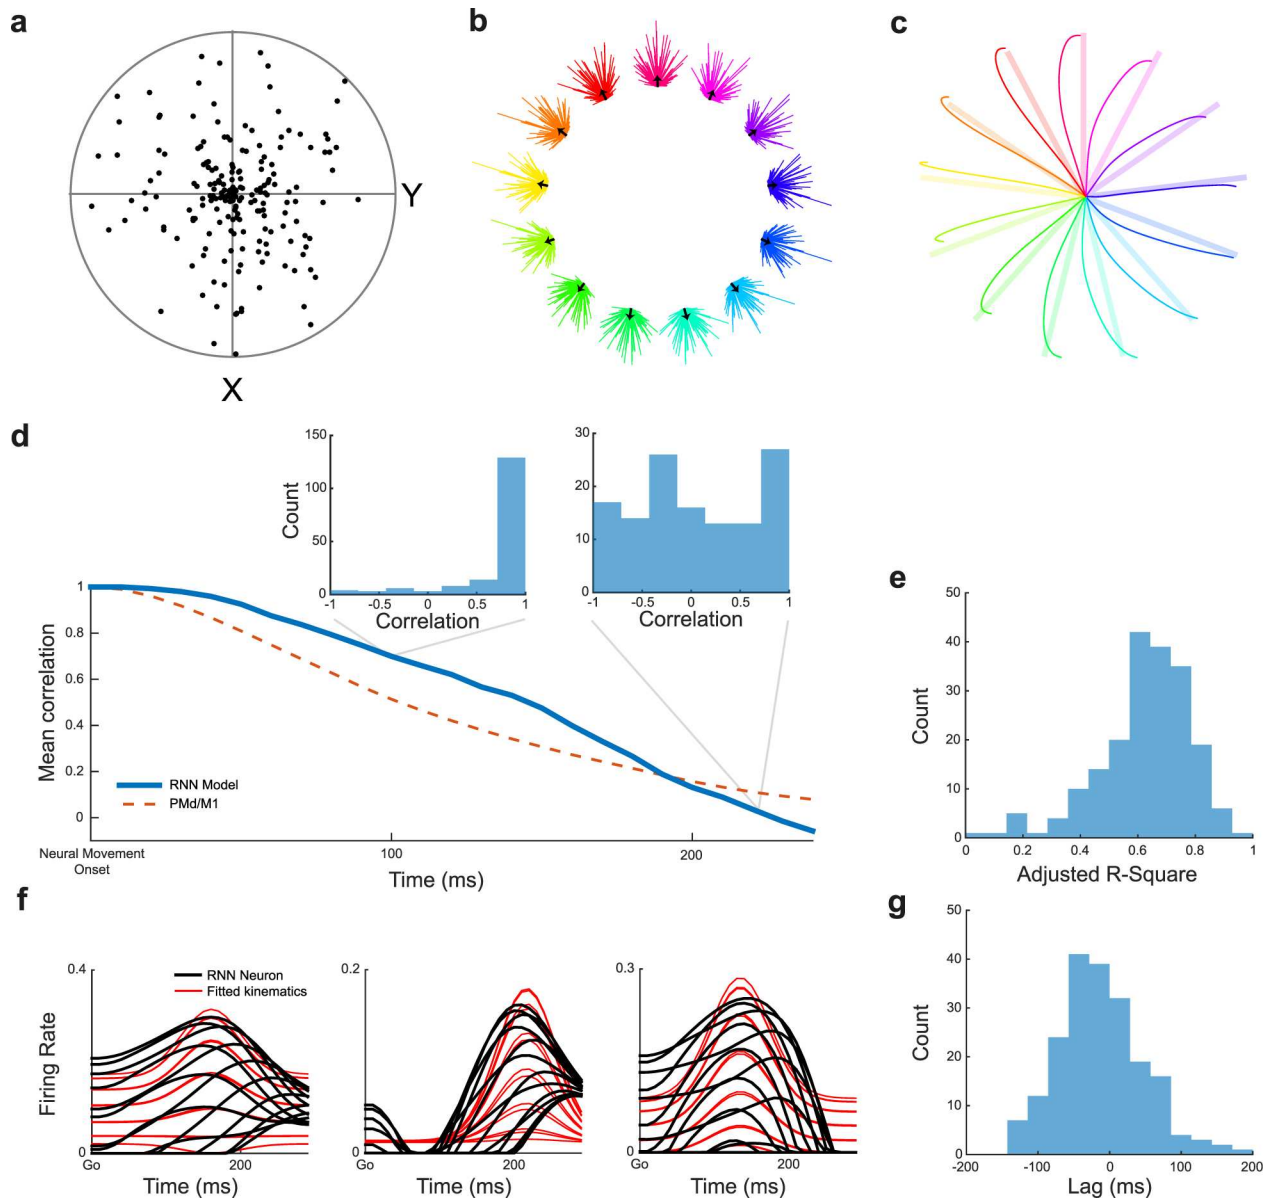 a
b
c
Y
X
d
150
100
50
0
Count
-1 -0.5 0 0.5 1
Correlation
30
20
10
0
-1 -0.5 0 0.5 1
Correlation
1
0.8
0.6
0.4
0.2
0
Mean correlation
RNN Model
PMd/M1
Neural Movement
Onset
100
200
Time (ms)
e
50
40
30
20
10
0
Count
0 0.2 0.4 0.6 0.8 1
Adjusted R-Square
f
0.4
0
Firing Rate
RNN Neuron
Fitted kinematics
Go 200
Time (ms)
0.2
0
Go 200
Time (ms)
0.3
0
Go 200
Time (ms)
g
50
40
30
20
10
0
Count
-200 -100 0 100 200
Lag (ms)